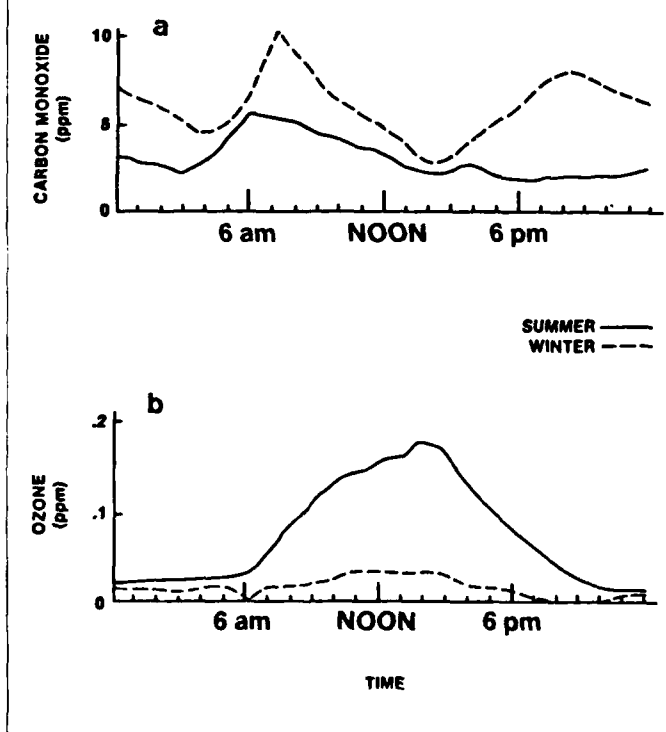 a
CARBON MONOXIDE
(ppm)
10
5
0
6 am NOON 6 pm
SUMMER
WINTER
b
OZONE
(ppm)
.2
.1
0
6 am NOON 6 pm
TIME